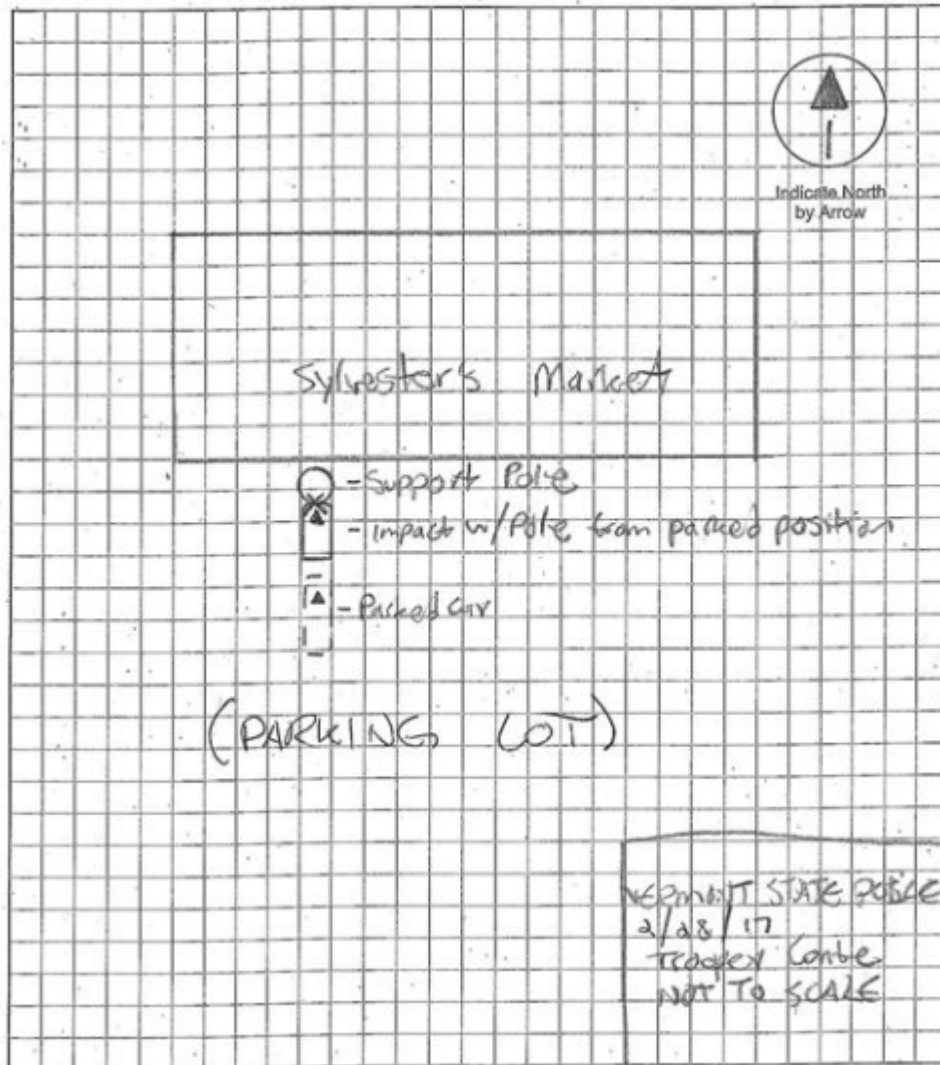 Indicate North
by Arrow
Sylvester's Market
- Support Pole
- Impact w/Pole from parked position
- Parked Car
(PARKING LOT)
VERMONT STATE POLICE
2/28/17
Trooper
NOT TO SCALE